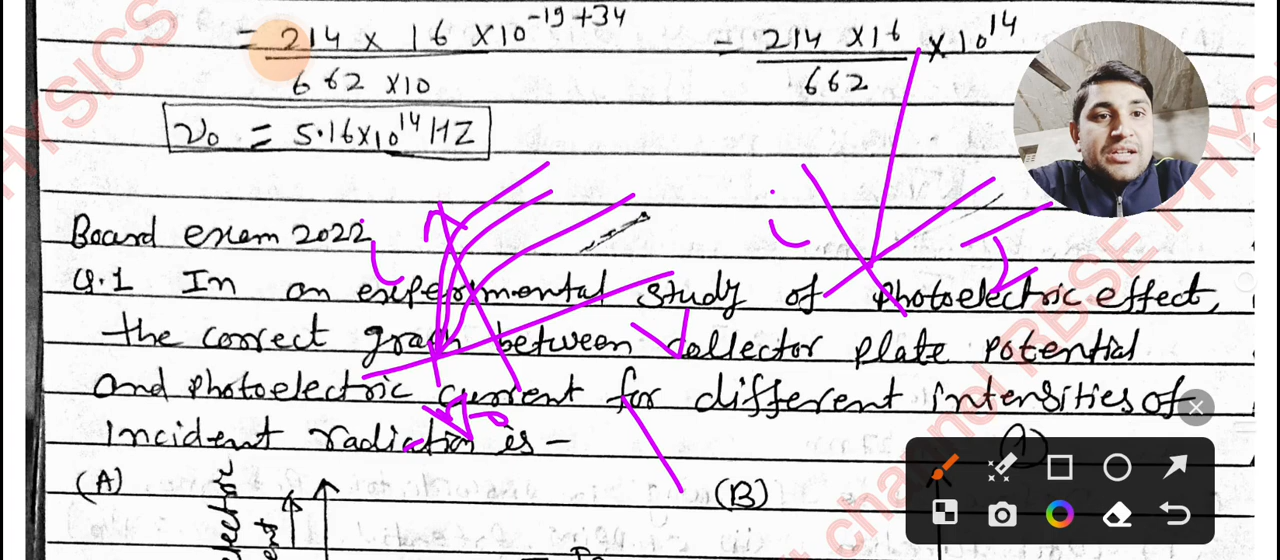 = 214 × 16 × 10^-19+34 = 214 × 16 × 10^14
662 × 10 662
ν₀ = 5.16×10^14 HZ
Board exam 2022
Q.1 In an experimental study of photoelectric effect,
the correct graph between collector plate potential
and photoelectric current for different intensities of
incident radiation is –
(A) (B)